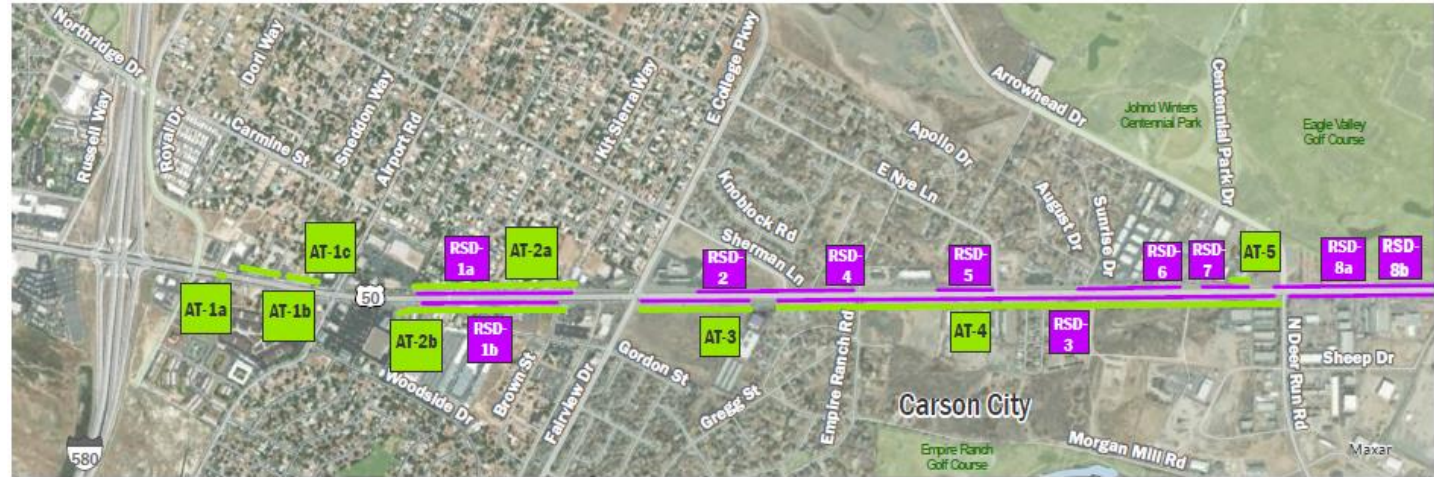 Northridge Dr
Russell Way
Royal Dr
Dori Way
Carmine St
Sneddon Way
Airport Rd
Kit Sierra Way
E College Pkwy
Arrowhead Dr
Apollo Dr
E Nye Ln
Knoblock Rd
Sherman Ln
August Dr
Sunrise Dr
Johnd Winters
Centennial Park
Centennial Park Dr
Eagle Valley
Golf Course
AT-1c
RSD-
1a
AT-2a
RSD-
2
RSD-
4
RSD-
5
RSD-
6
RSD-
7
AT-5
RSD-
8a
RSD-
8b
50
AT-1a
AT-1b
AT-2b
RSD-
1b
AT-3
AT-4
RSD-
3
Woodside Dr
Brown St
Fairview Dr
Gordon St
Gregg St
Empire Ranch Rd
Carson City
N Deer Run Rd
Sheep Dr
Morgan Mill Rd
Maxar
Empire Ranch
Golf Course
580